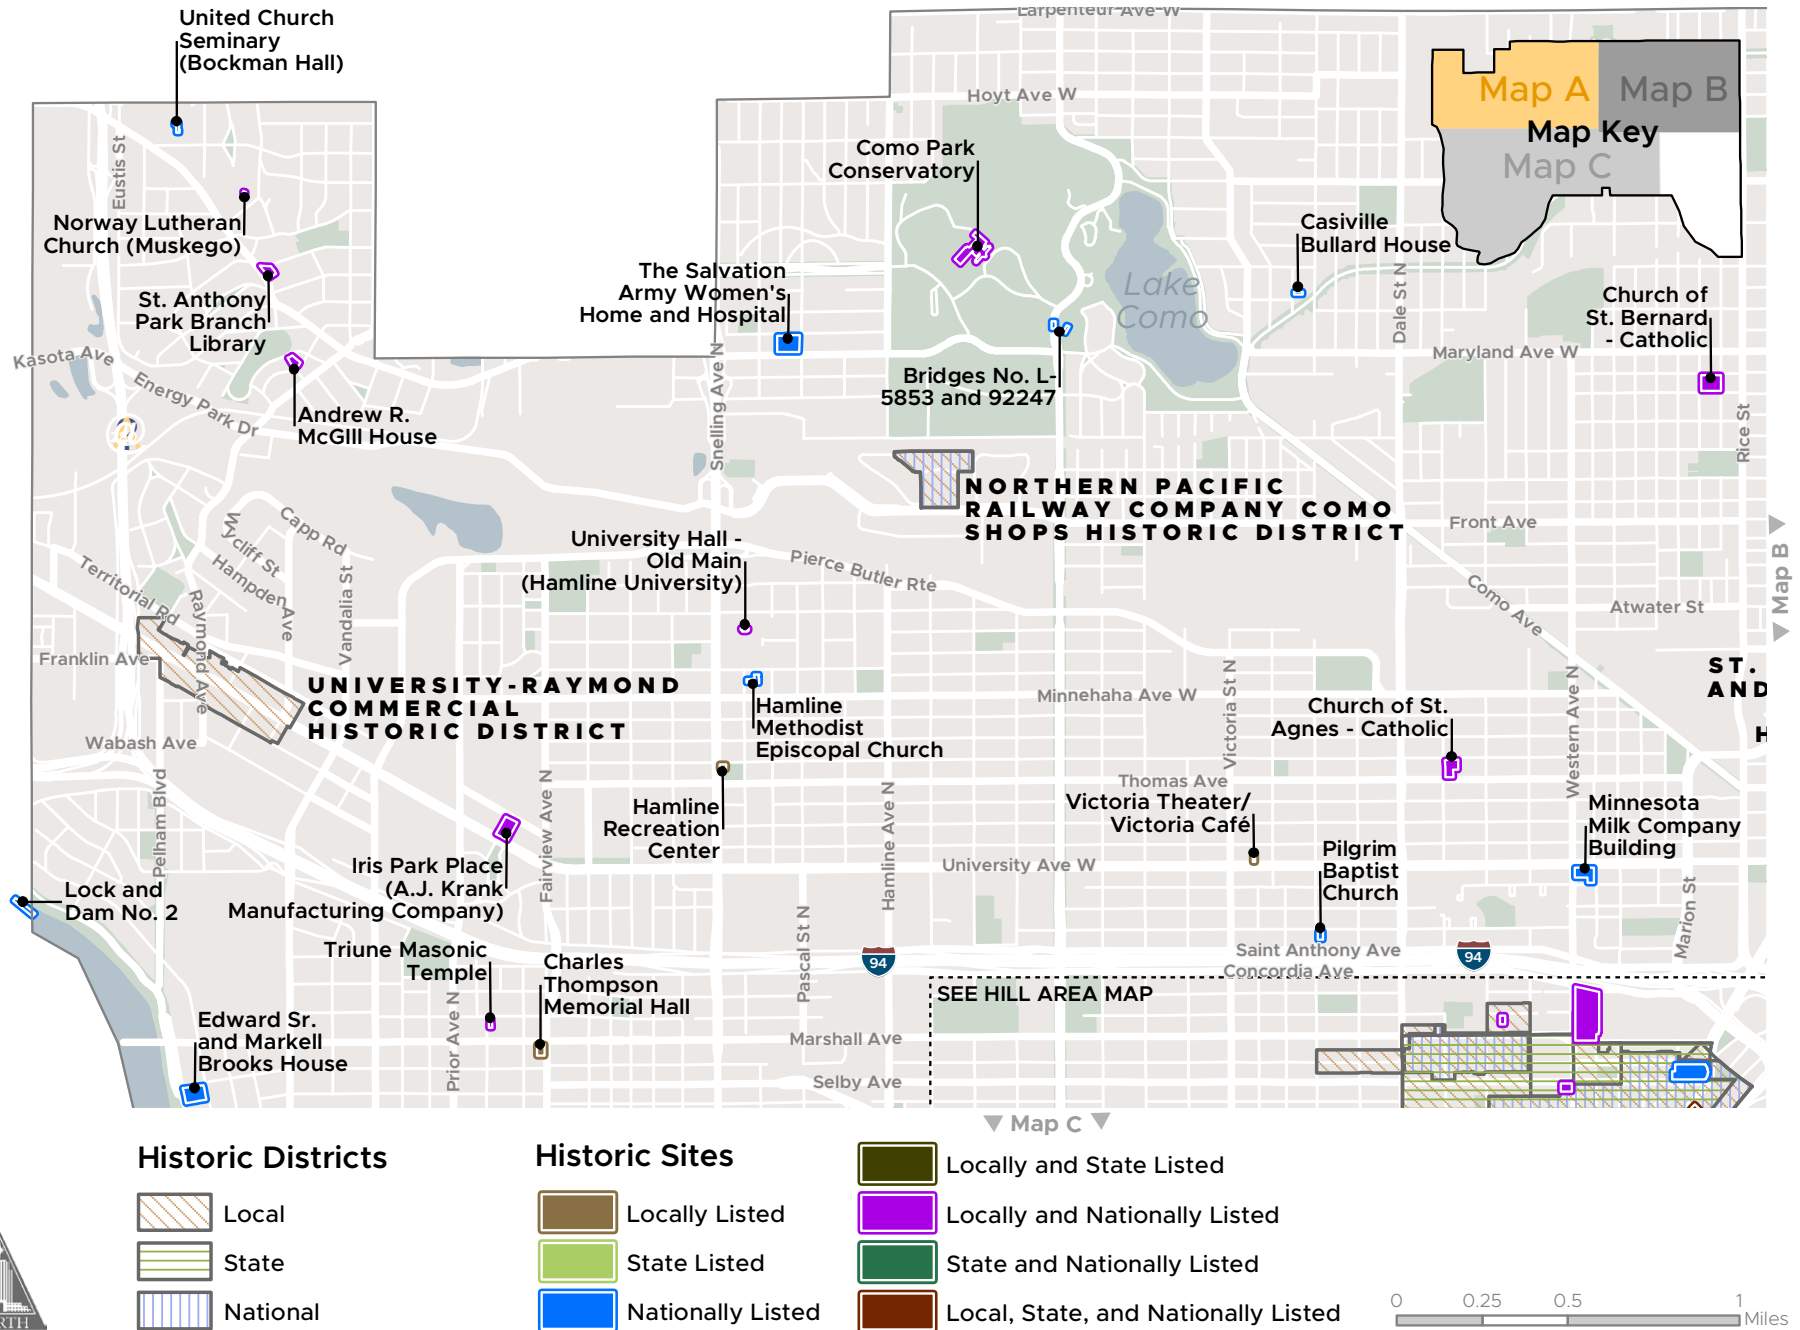 United Church
Seminary
(Bockman Hall)
Larpenteur Ave W
Map A
Map B
Map Key
Map C
Hoyt Ave W
Eustis St
Como Park
Conservatory
Norway Lutheran
Church (Muskego)
Casiville
Bullard House
The Salvation
Army Women's
Home and Hospital
Lake
Como
Dale St N
St. Anthony
Park Branch
Library
Church of
St. Bernard
- Catholic
Kasota Ave
Energy Park Dr
Snelling Ave N
Maryland Ave W
Bridges No. L-
5853 and 92247
Andrew R.
McGIll House
Rice St
NORTHERN PACIFIC
RAILWAY COMPANY COMO
SHOPS HISTORIC DISTRICT
Front Ave
Wycliff St
Capp Rd
Hampden Ave
Vandalia St
University Hall -
Old Main
(Hamline University)
Pierce Butler Rte
Map B
Como Ave
Atwater St
Territorial Rd
Raymond Ave
Franklin Ave
UNIVERSITY-RAYMOND
COMMERCIAL
HISTORIC DISTRICT
ST.
AND
H
Minnehaha Ave W
Victoria St N
Western Ave N
Hamline
Methodist
Episcopal Church
Church of St.
Agnes - Catholic
Wabash Ave
Pelham Blvd
Fairview Ave N
Hamline Ave N
Thomas Ave
Hamline
Recreation
Center
Victoria Theater/
Victoria Café
Minnesota
Milk Company
Building
University Ave W
Pilgrim
Baptist
Church
Iris Park Place
(A.J. Krank
Manufacturing Company)
Lock and
Dam No. 2
Marion St
Pascal St N
94
94
Saint Anthony Ave
Concordia Ave
Triune Masonic
Temple
Charles
Thompson
Memorial Hall
SEE HILL AREA MAP
Prior Ave N
Edward Sr.
and Markell
Brooks House
Marshall Ave
Selby Ave
Map C
Historic Districts
Local
State
National
Historic Sites
Locally Listed
State Listed
Nationally Listed
Locally and State Listed
Locally and Nationally Listed
State and Nationally Listed
Local, State, and Nationally Listed
0 0.25 0.5 1
Miles
RTH